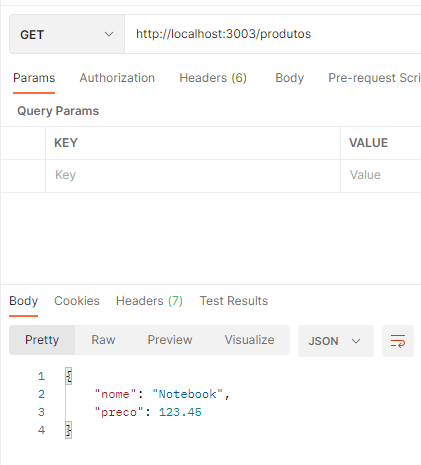 GET http://localhost:3003/produtos
Params Authorization Headers (6) Body Pre-request Scri
Query Params
KEY VALUE
Key Value
Body Cookies Headers (7) Test Results
Pretty Raw Preview Visualize JSON
1 {
2 "nome": "Notebook",
3 "preco": 123.45
4 }